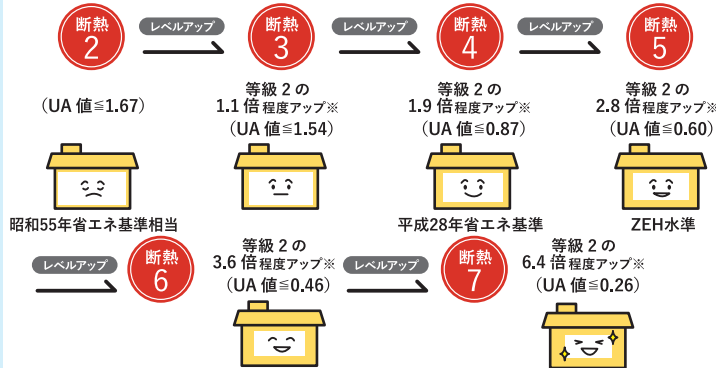 断熱
2
レベルアップ
断熱
3
レベルアップ
断熱
4
レベルアップ
断熱
5
(UA 値≦1.67)
等級 2 の
1.1 倍程度アップ※
(UA 値≦1.54)
等級 2 の
1.9 倍程度アップ※
(UA 値≦0.87)
等級 2 の
2.8 倍程度アップ※
(UA 値≦0.60)
昭和55年省エネ基準相当
平成28年省エネ基準
ZEH水準
レベルアップ
断熱
6
等級 2 の
3.6 倍程度アップ※
(UA 値≦0.46)
レベルアップ
断熱
7
等級 2 の
6.4 倍程度アップ※
(UA 値≦0.26)